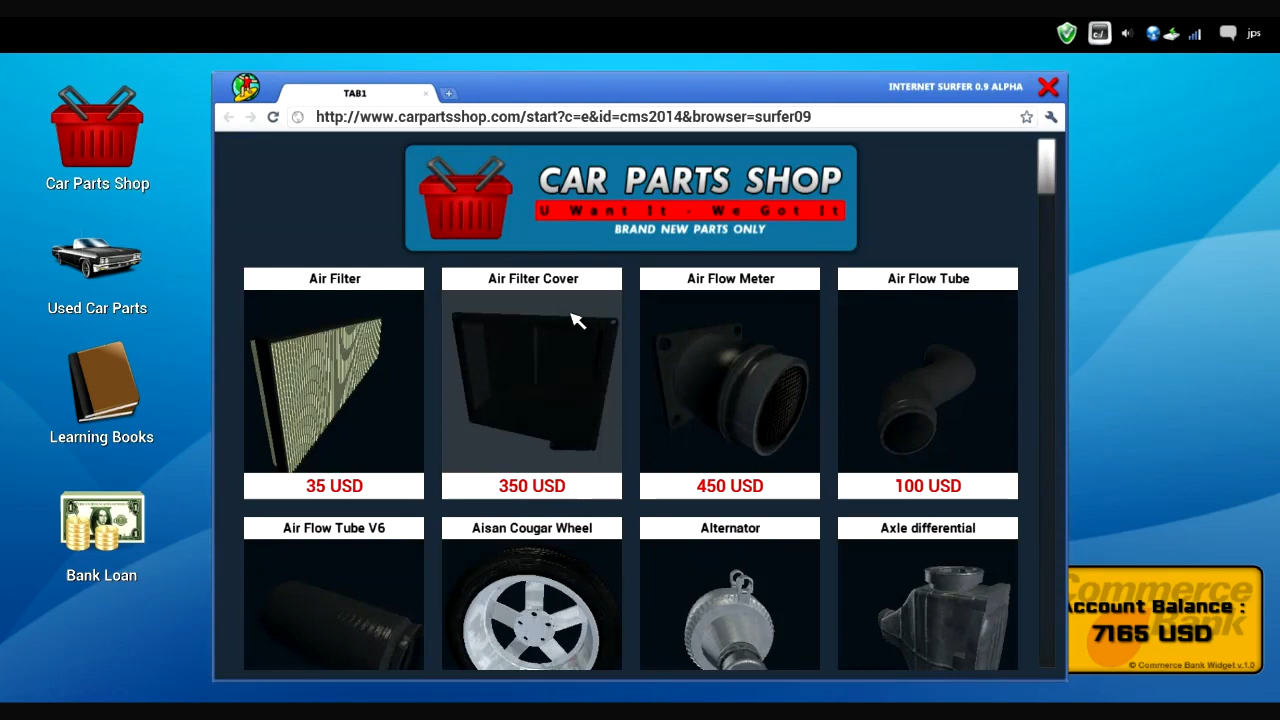 C:/
jps
TAB1
INTERNET SURFER 0.9 ALPHA
http://www.carpartsshop.com/start?c=e&id=cms2014&browser=surfer09
Car Parts Shop
Used Car Parts
Learning Books
Bank Loan
CAR PARTS SHOP
U Want It - We Got It
BRAND NEW PARTS ONLY
Air Filter
Air Filter Cover
Air Flow Meter
Air Flow Tube
35 USD
350 USD
450 USD
100 USD
Air Flow Tube V6
Aisan Cougar Wheel
Alternator
Axle differential
Commerce
Bank
Account Balance :
7165 USD
© Commerce Bank Widget v.1.0